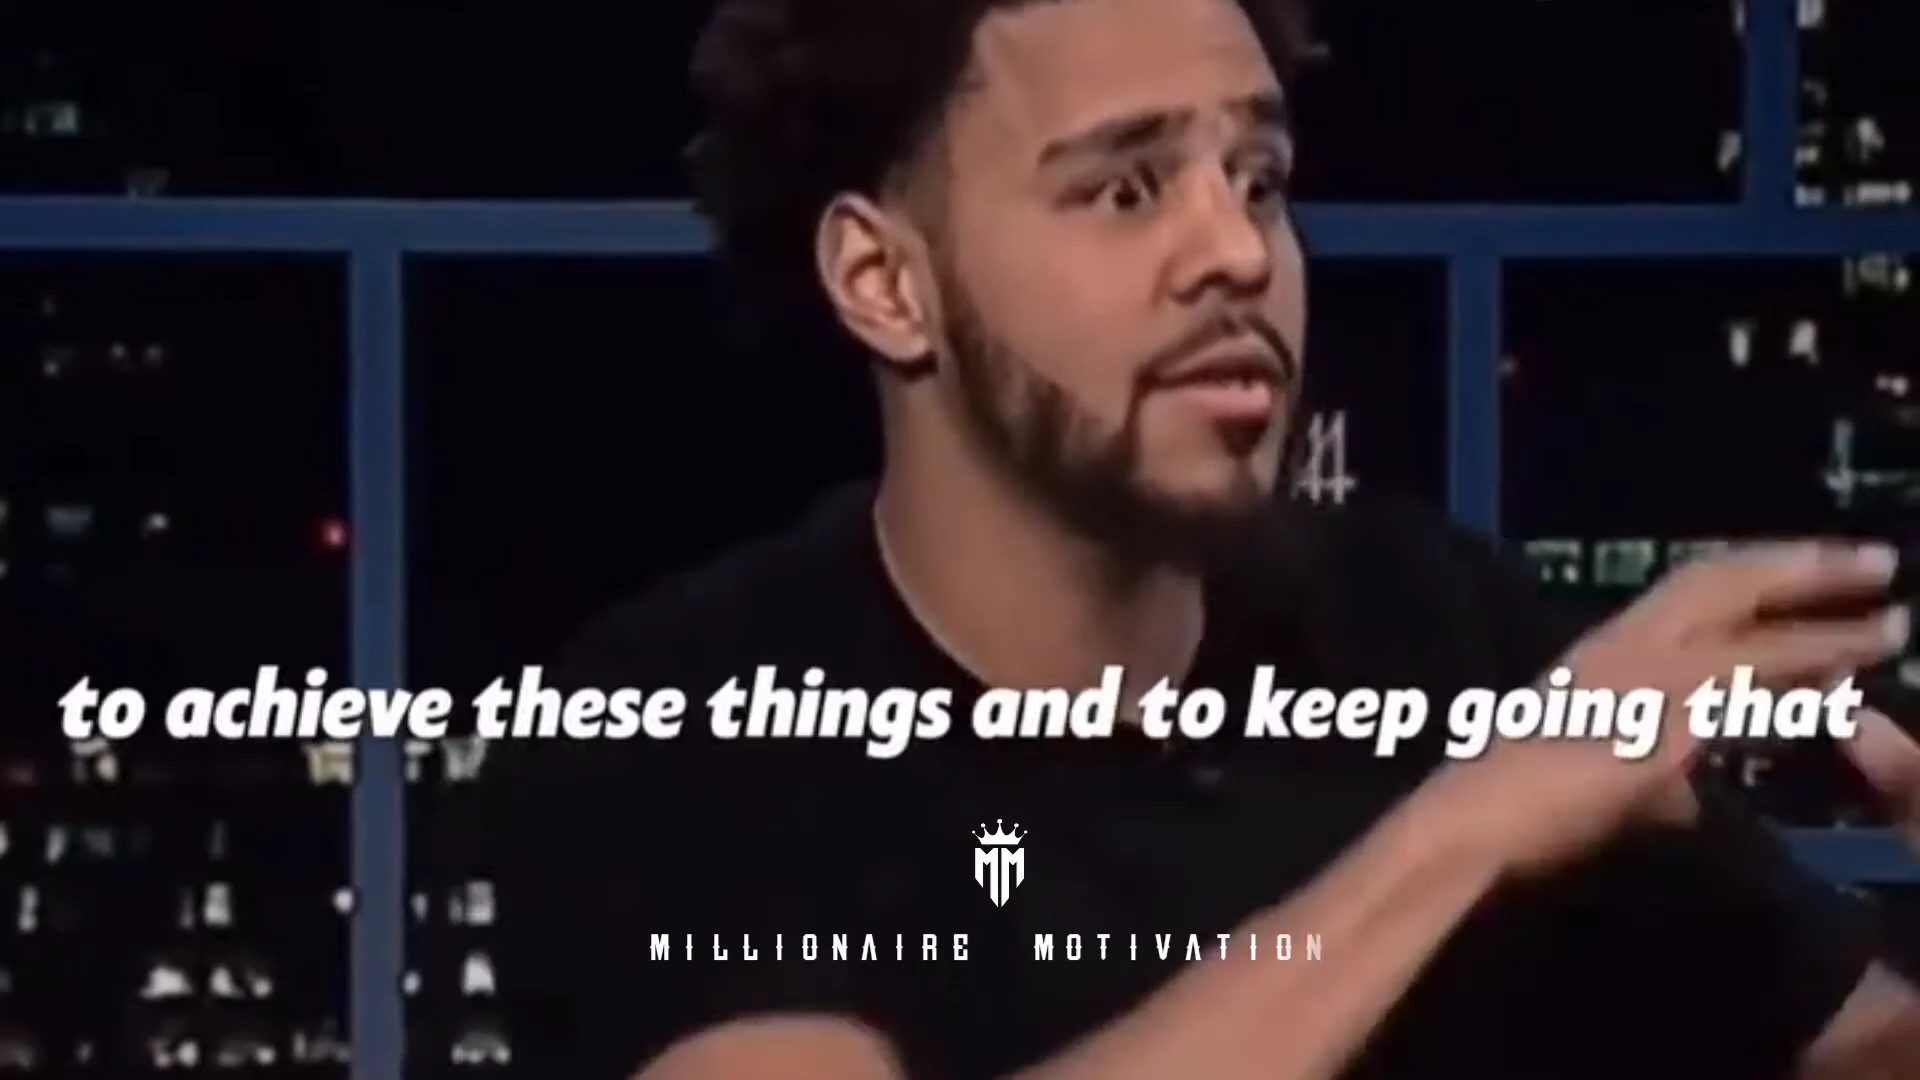 to achieve these things and to keep going that
MM
MILLIONAIRE MOTIVATION